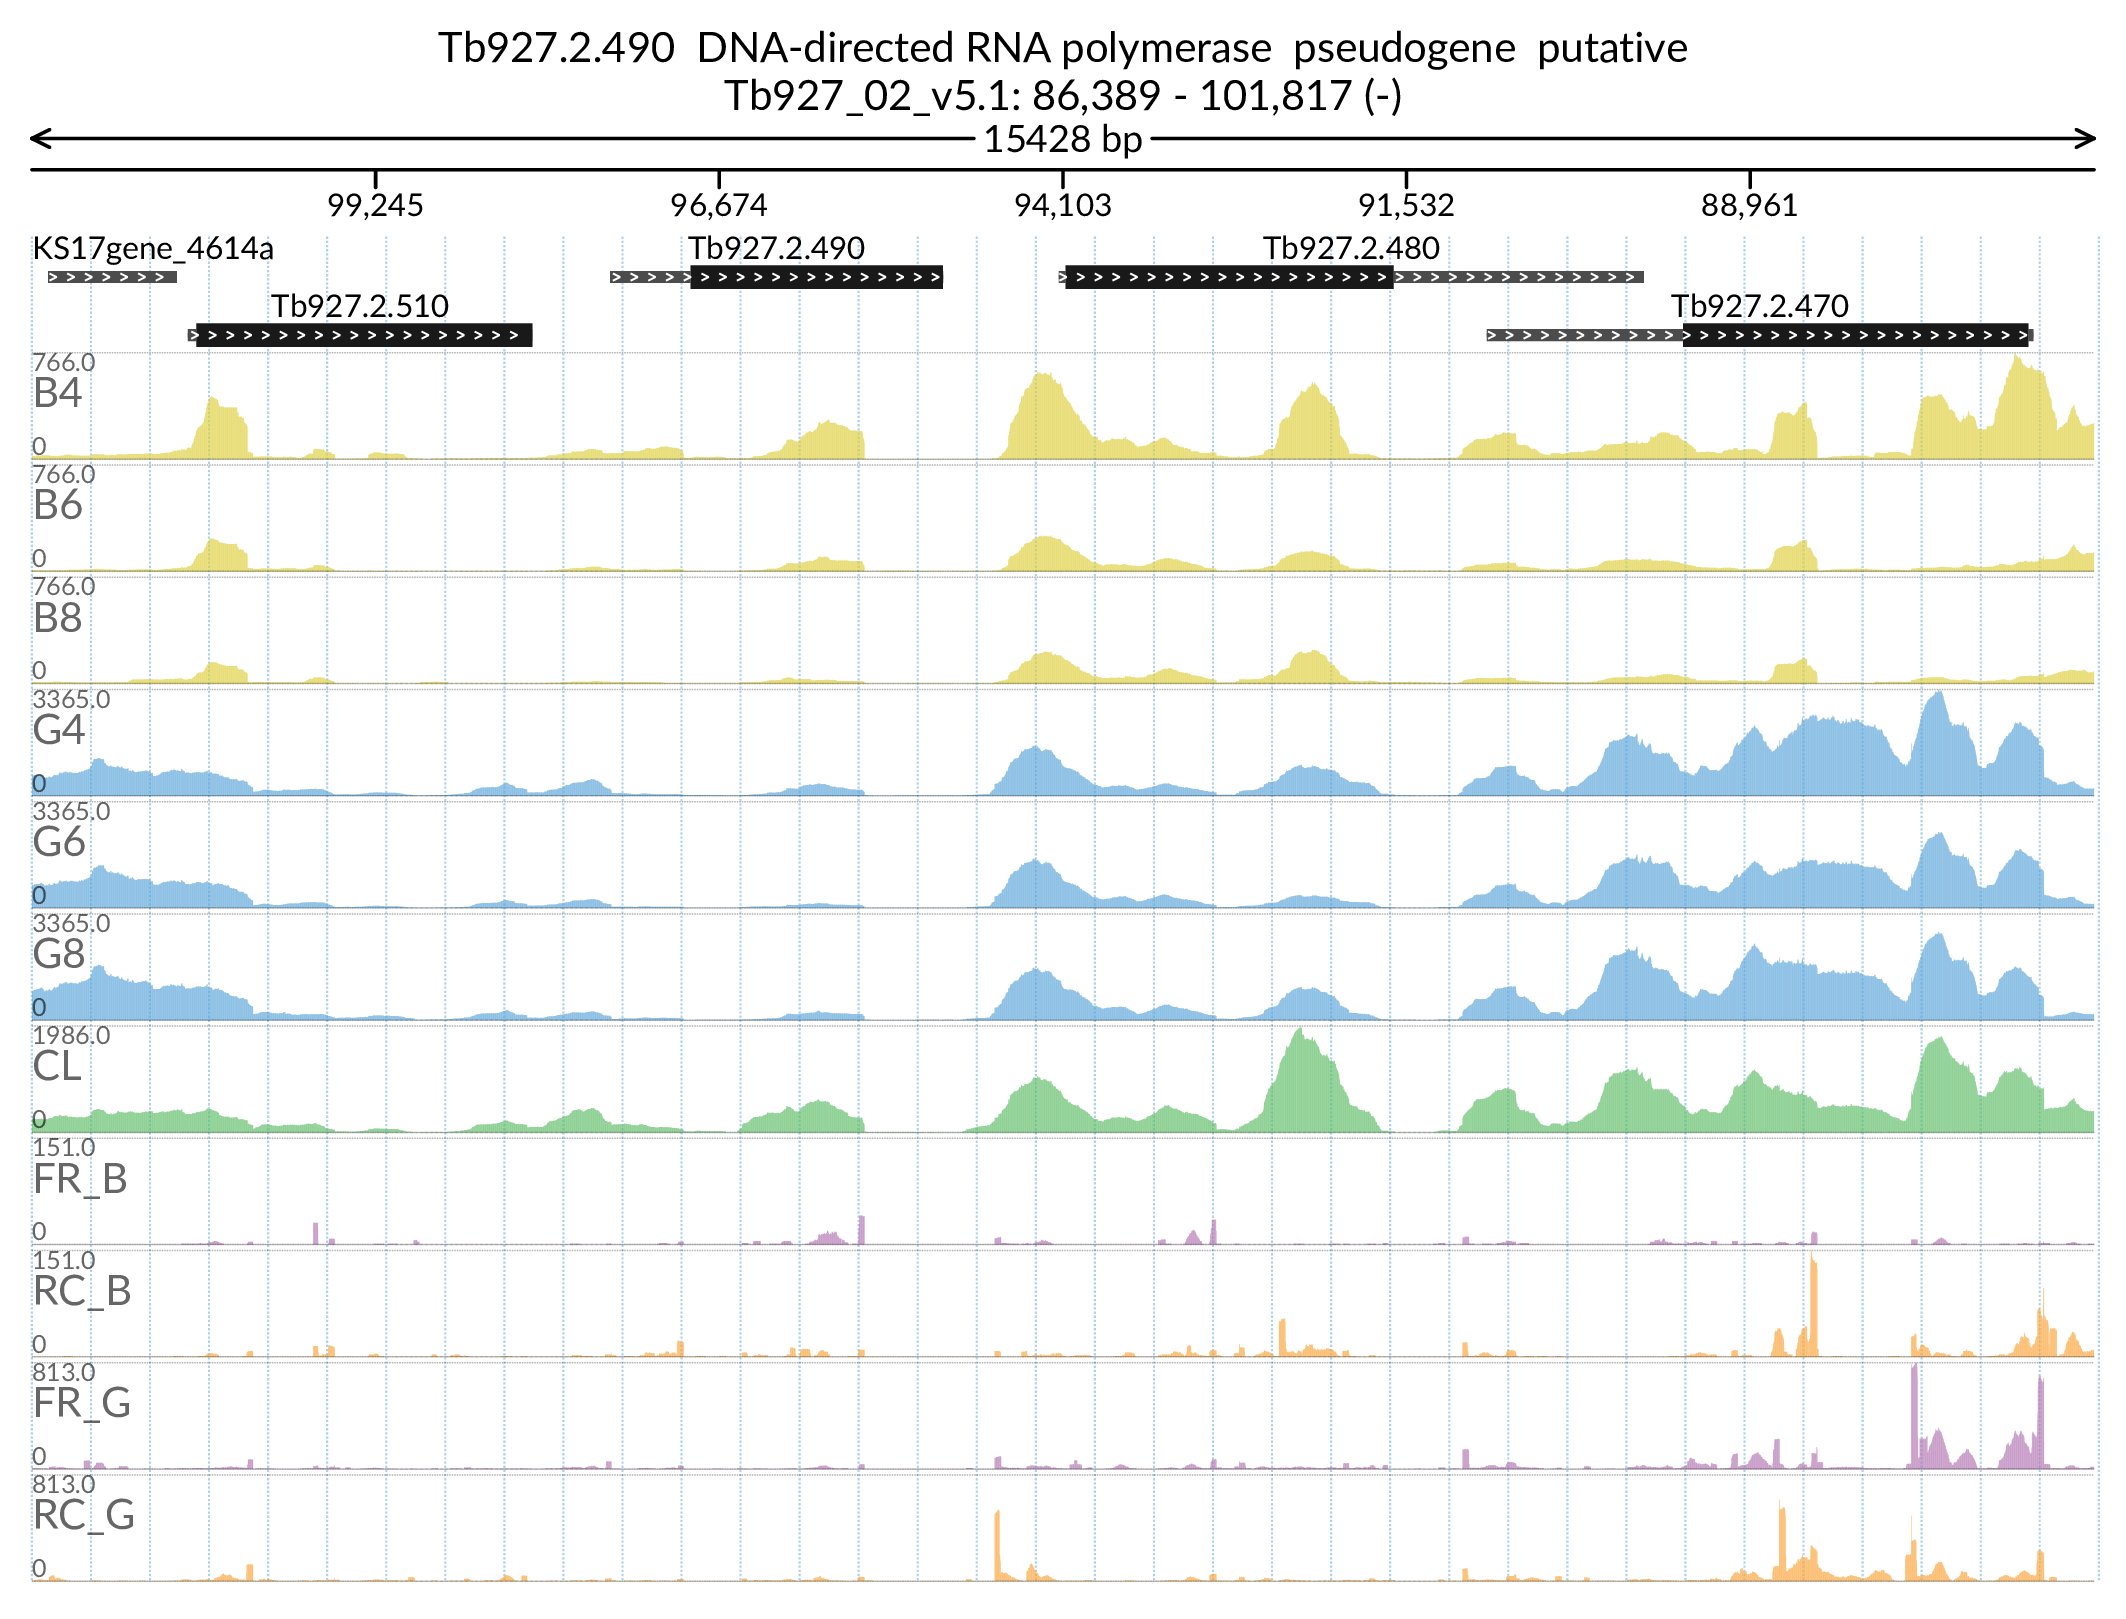 Tb927.2.490  DNA-directed RNA polymerase  pseudogene  putative
Tb927_02_v5.1: 86,389 - 101,817 (-)
15428 bp
99,245 96,674 94,103 91,532 88,961
KS17gene_4614a Tb927.2.490 Tb927.2.480
Tb927.2.510 Tb927.2.470
766.0
B4
0
766.0
B6
0
766.0
B8
0
3365.0
G4
0
3365.0
G6
0
3365.0
G8
0
1986.0
CL
0
151.0
FR_B
0
151.0
RC_B
0
813.0
FR_G
0
813.0
RC_G
0